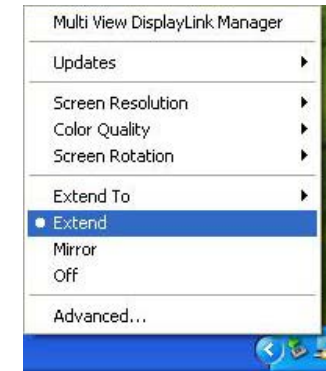 Multi View DisplayLink Manager
Updates
Screen Resolution
Color Quality
Screen Rotation
Extend To
Extend
Mirror
Off
Advanced...